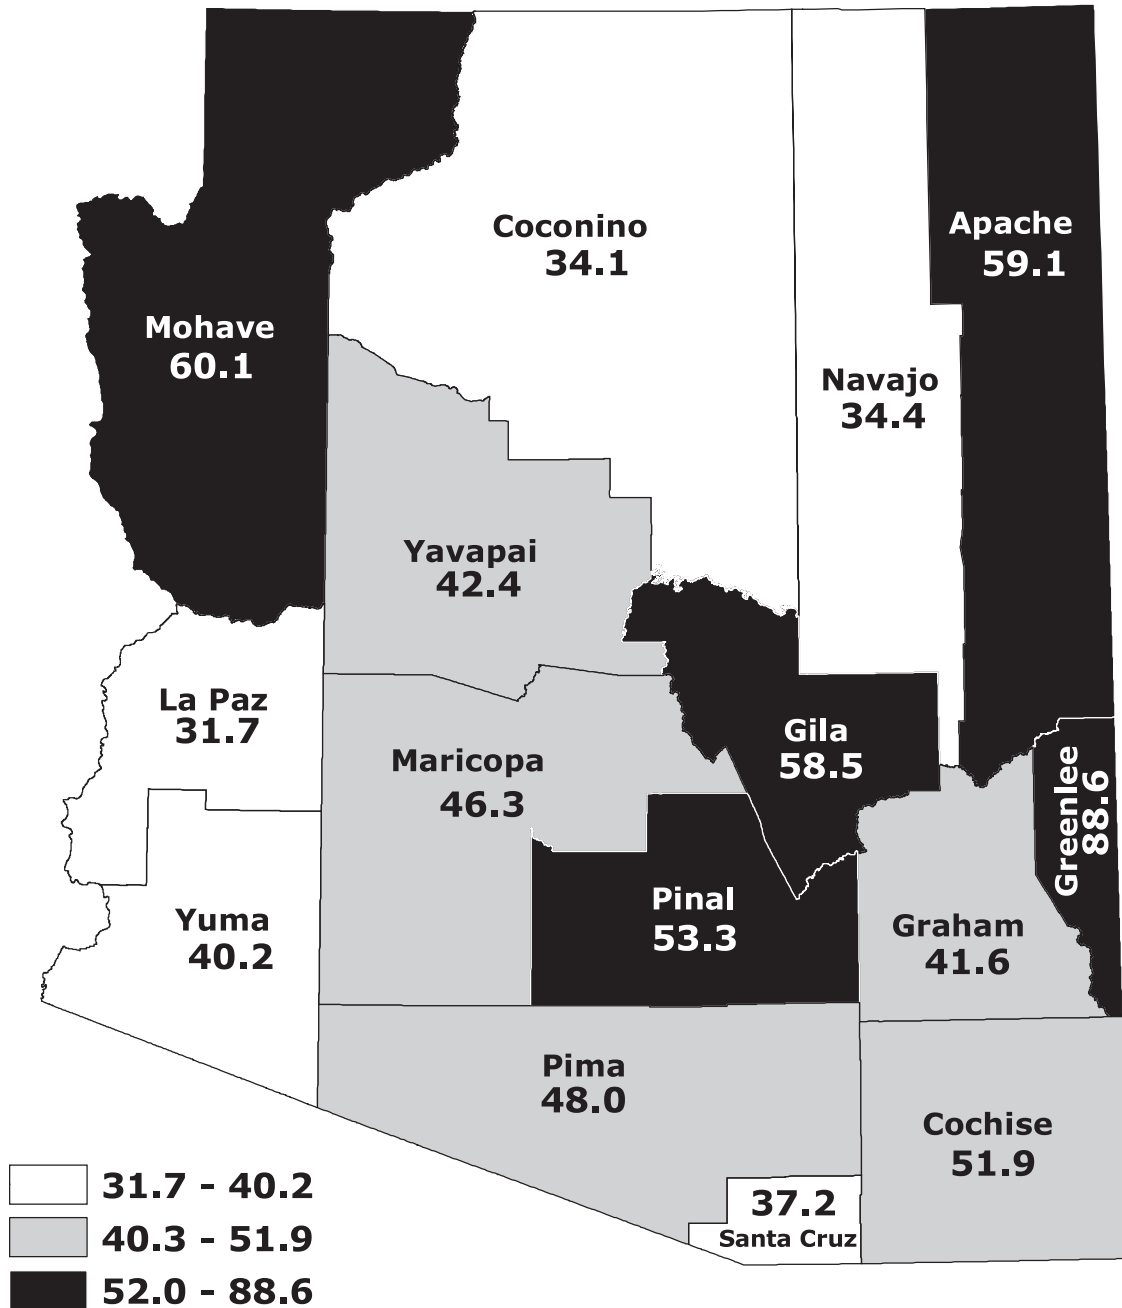 Coconino
34.1
Apache
59.1
Mohave
60.1
Navajo
34.4
Yavapai
42.4
La Paz
31.7
Gila
58.5
Maricopa
46.3
Greenlee
88.6
Pinal
53.3
Yuma
40.2
Graham
41.6
Pima
48.0
Cochise
51.9
37.2
Santa Cruz
31.7 - 40.2
40.3 - 51.9
52.0 - 88.6